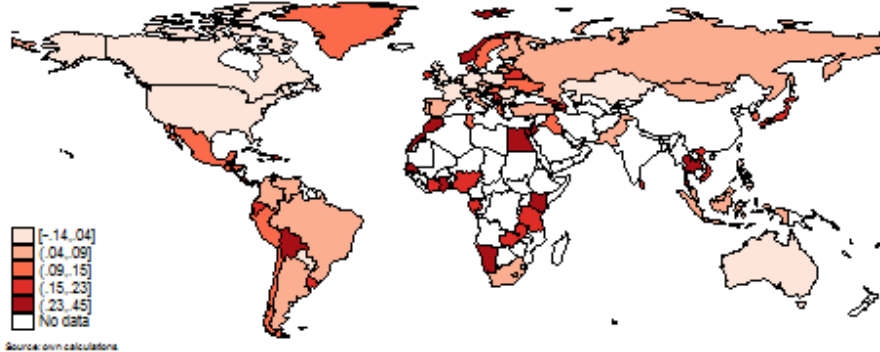 [-.14,.04]
(.04,.09]
(.09,.15]
(.15,.23]
(.23,.45]
No data
Source: own calculations